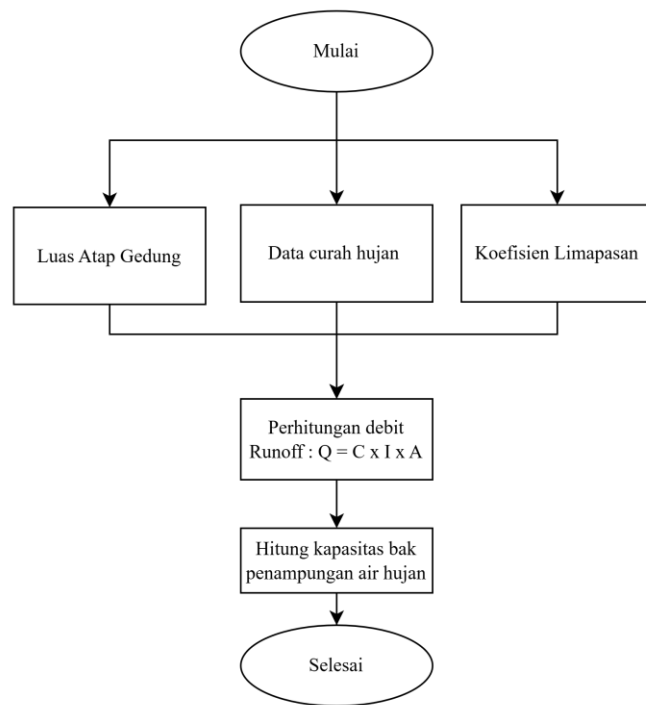 Mulai
Luas Atap Gedung
Data curah hujan
Koefisien Limapasan
Perhitungan debit
Runoff : Q = C x I x A
Hitung kapasitas bak
penampungan air hujan
Selesai